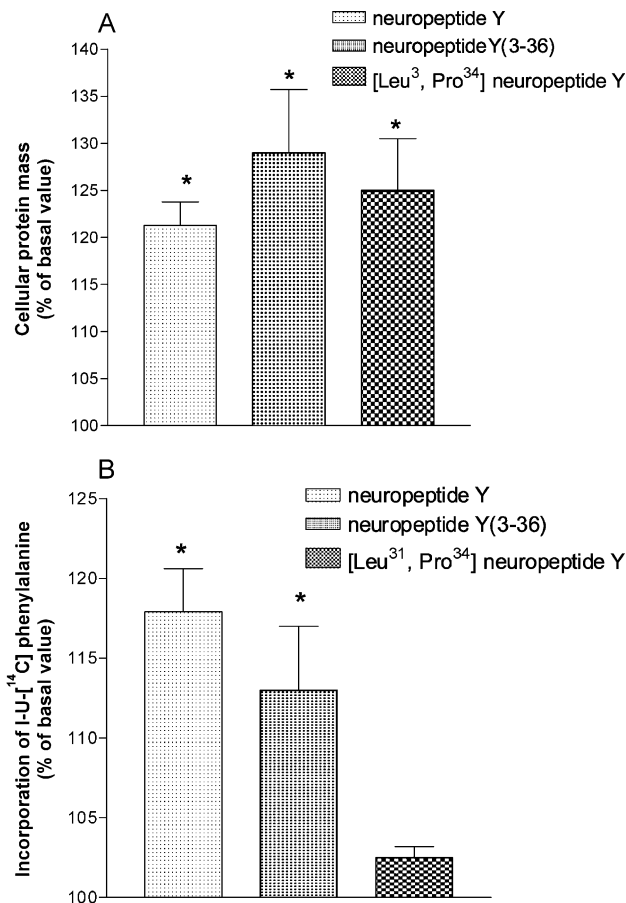 A
neuropeptide Y
neuropeptideY(3-36)
[Leu³, Pro³⁴] neuropeptide Y
Cellular protein mass
(% of basal value)
140
135
130
125
120
115
110
105
100
*
*
*
B
neuropeptide Y
neuropeptide Y(3-36)
[Leu³¹, Pro³⁴] neuropeptide Y
Incorporation of l-U-[¹⁴C] phenylalanine
(% of basal value)
125
120
115
110
105
100
*
*